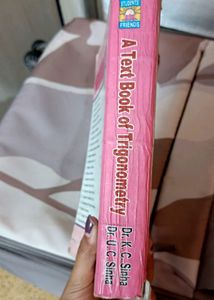 STUDENTS
FRIENDS
A Text Book of Trigonometry
Dr. K. C. Sinha
Dr. U. C. Sinha